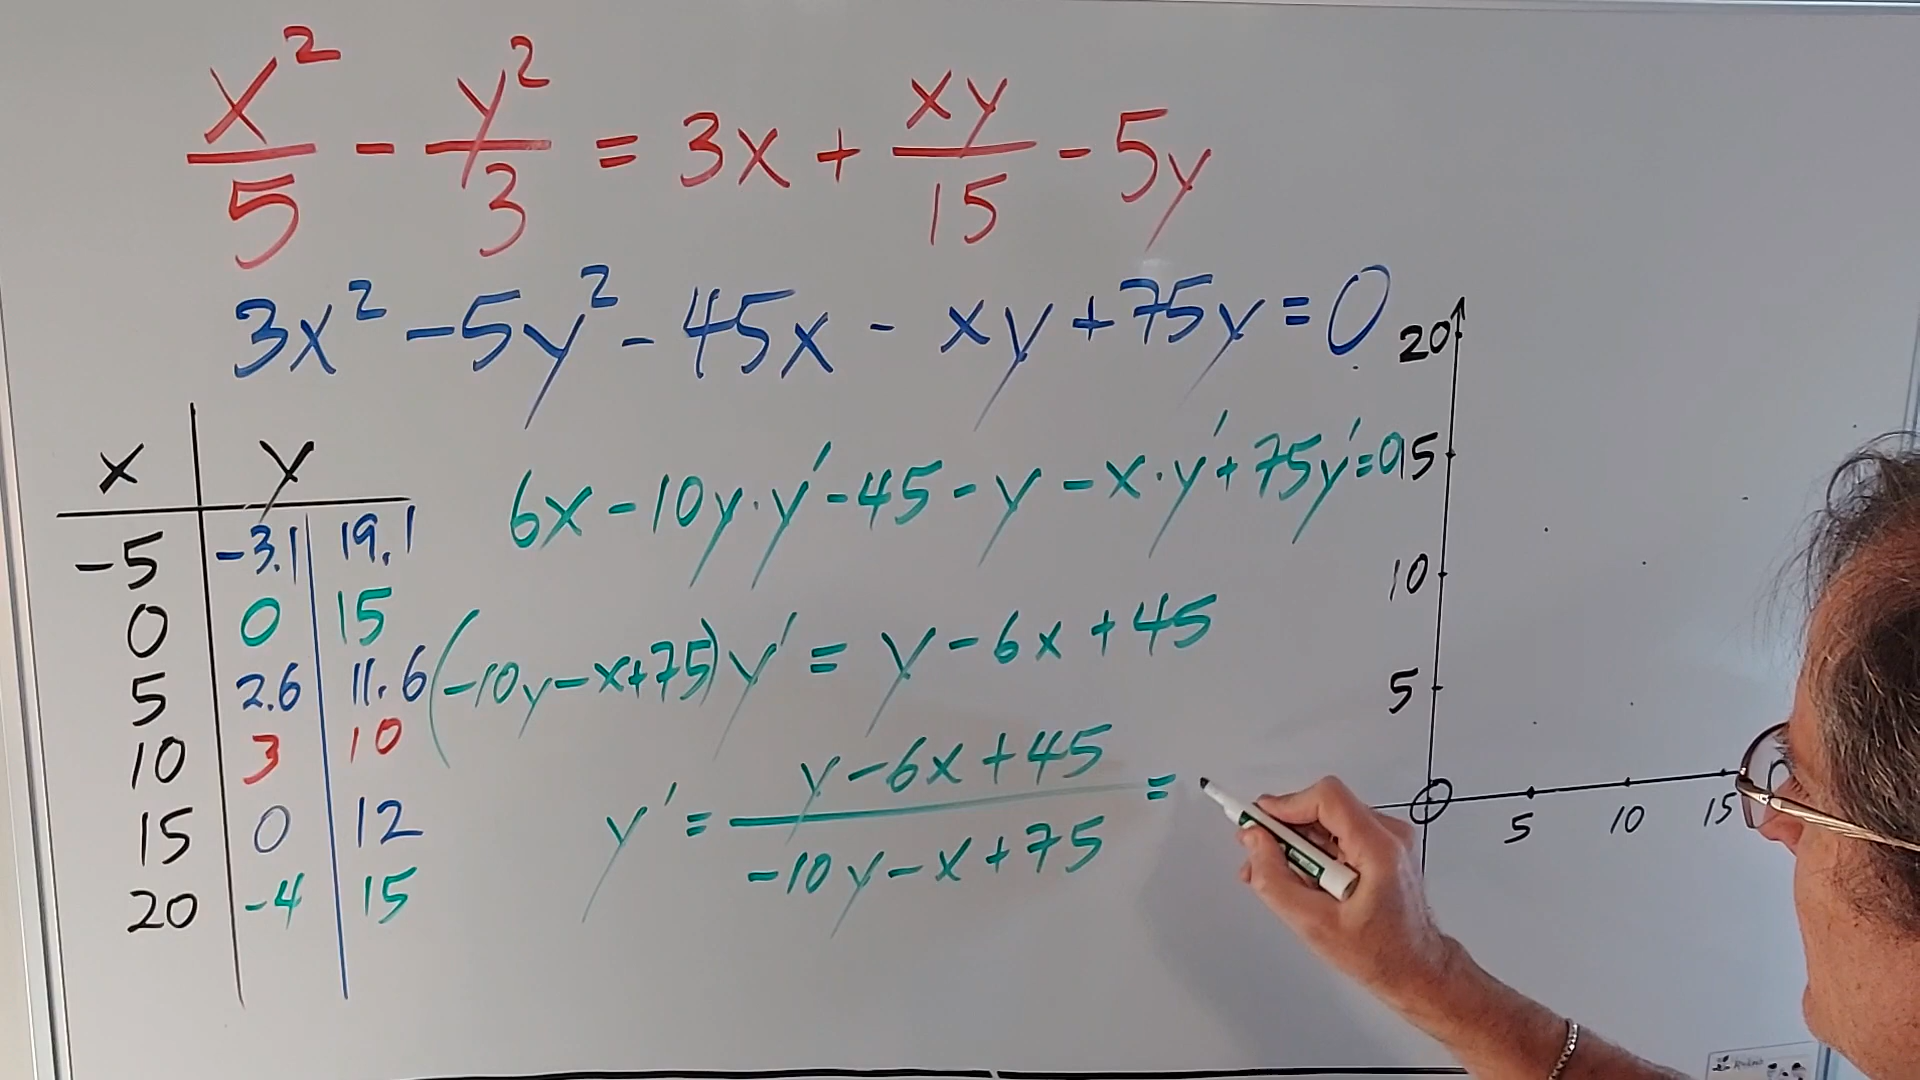 x²/5 - y²/3 = 3x + xy/15 - 5y
3x² - 5y² - 45x - xy + 75y = 0
6x - 10y·y' - 45 - y - x·y' + 75y' = 0
(-10y - x + 75)y' = y - 6x + 45
y' = (y - 6x + 45)/(-10y - x + 75) =
x y
-5 -3.1 19.1
0 0 15
5 2.6 11.6
10 3 10
15 0 12
20 -4 15
20
15
10
5
5 10 15